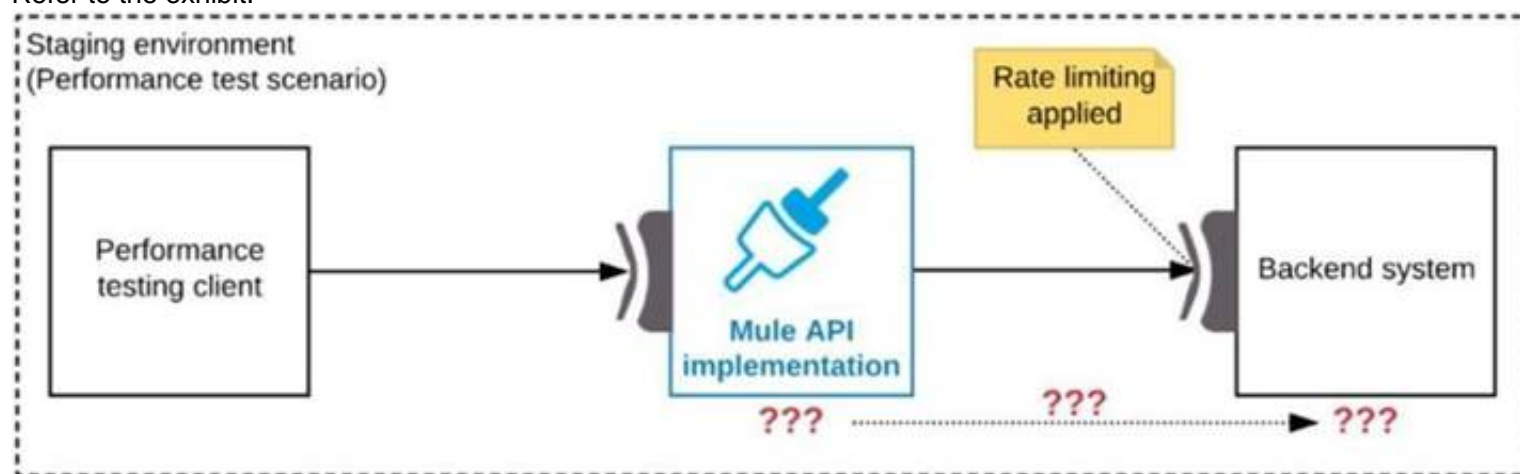 Refer to the exhibit.
Staging environment
(Performance test scenario)
Rate limiting
applied
Performance
testing client
Mule API
implementation
Backend system
???
???
???